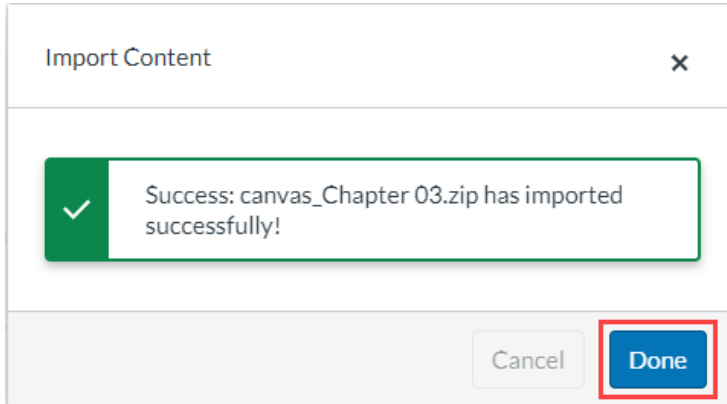 Import Content
Success: canvas_Chapter 03.zip has imported
successfully!
Cancel
Done